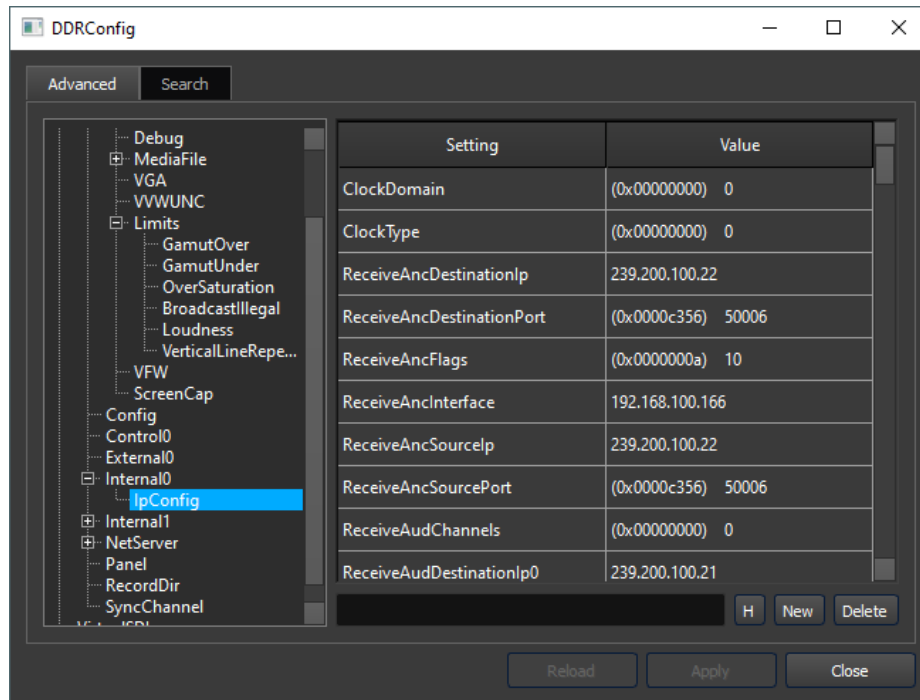 DDRConfig
Advanced
Search
Debug
MediaFile
VGA
VVWUNC
Limits
GamutOver
GamutUnder
OverSaturation
BroadcastIllegal
Loudness
VerticalLineRepe...
VFW
ScreenCap
Config
Control0
External0
Internal0
IpConfig
Internal1
NetServer
Panel
RecordDir
SyncChannel
Setting Value
ClockDomain (0x00000000) 0
ClockType (0x00000000) 0
ReceiveAncDestinationIp 239.200.100.22
ReceiveAncDestinationPort (0x0000c356) 50006
ReceiveAncFlags (0x0000000a) 10
ReceiveAncInterface 192.168.100.166
ReceiveAncSourceIp 239.200.100.22
ReceiveAncSourcePort (0x0000c356) 50006
ReceiveAudChannels (0x00000000) 0
ReceiveAudDestinationIp0 239.200.100.21
H New Delete
Reload Apply Close